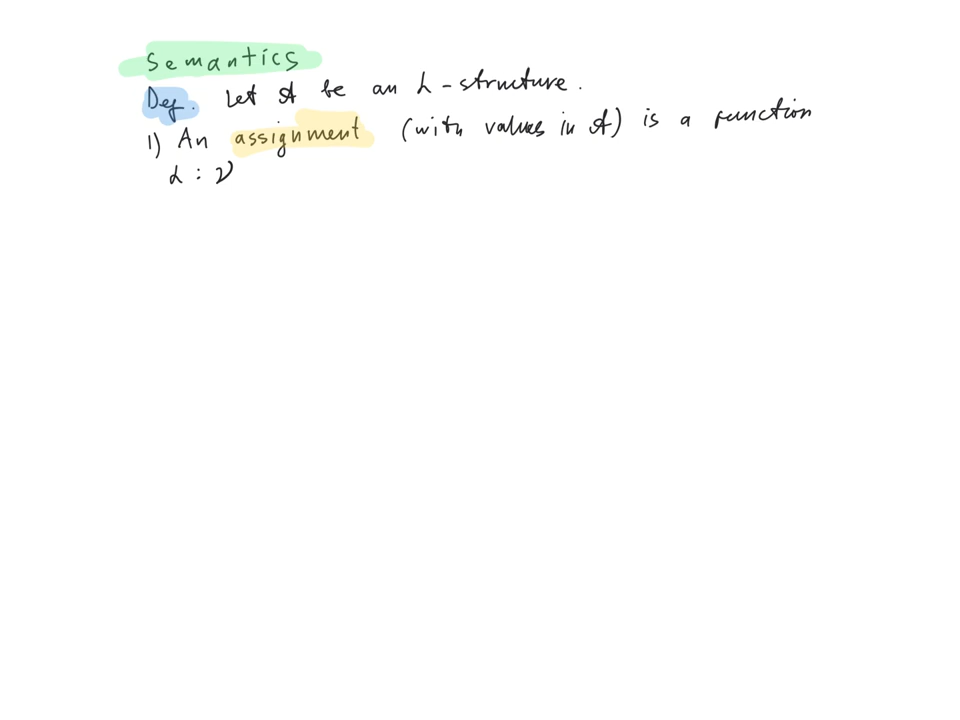 Semantics
Def. Let 𝒜 be an L-structure.
1) An assignment (with values in 𝒜) is a function
α : 𝒱